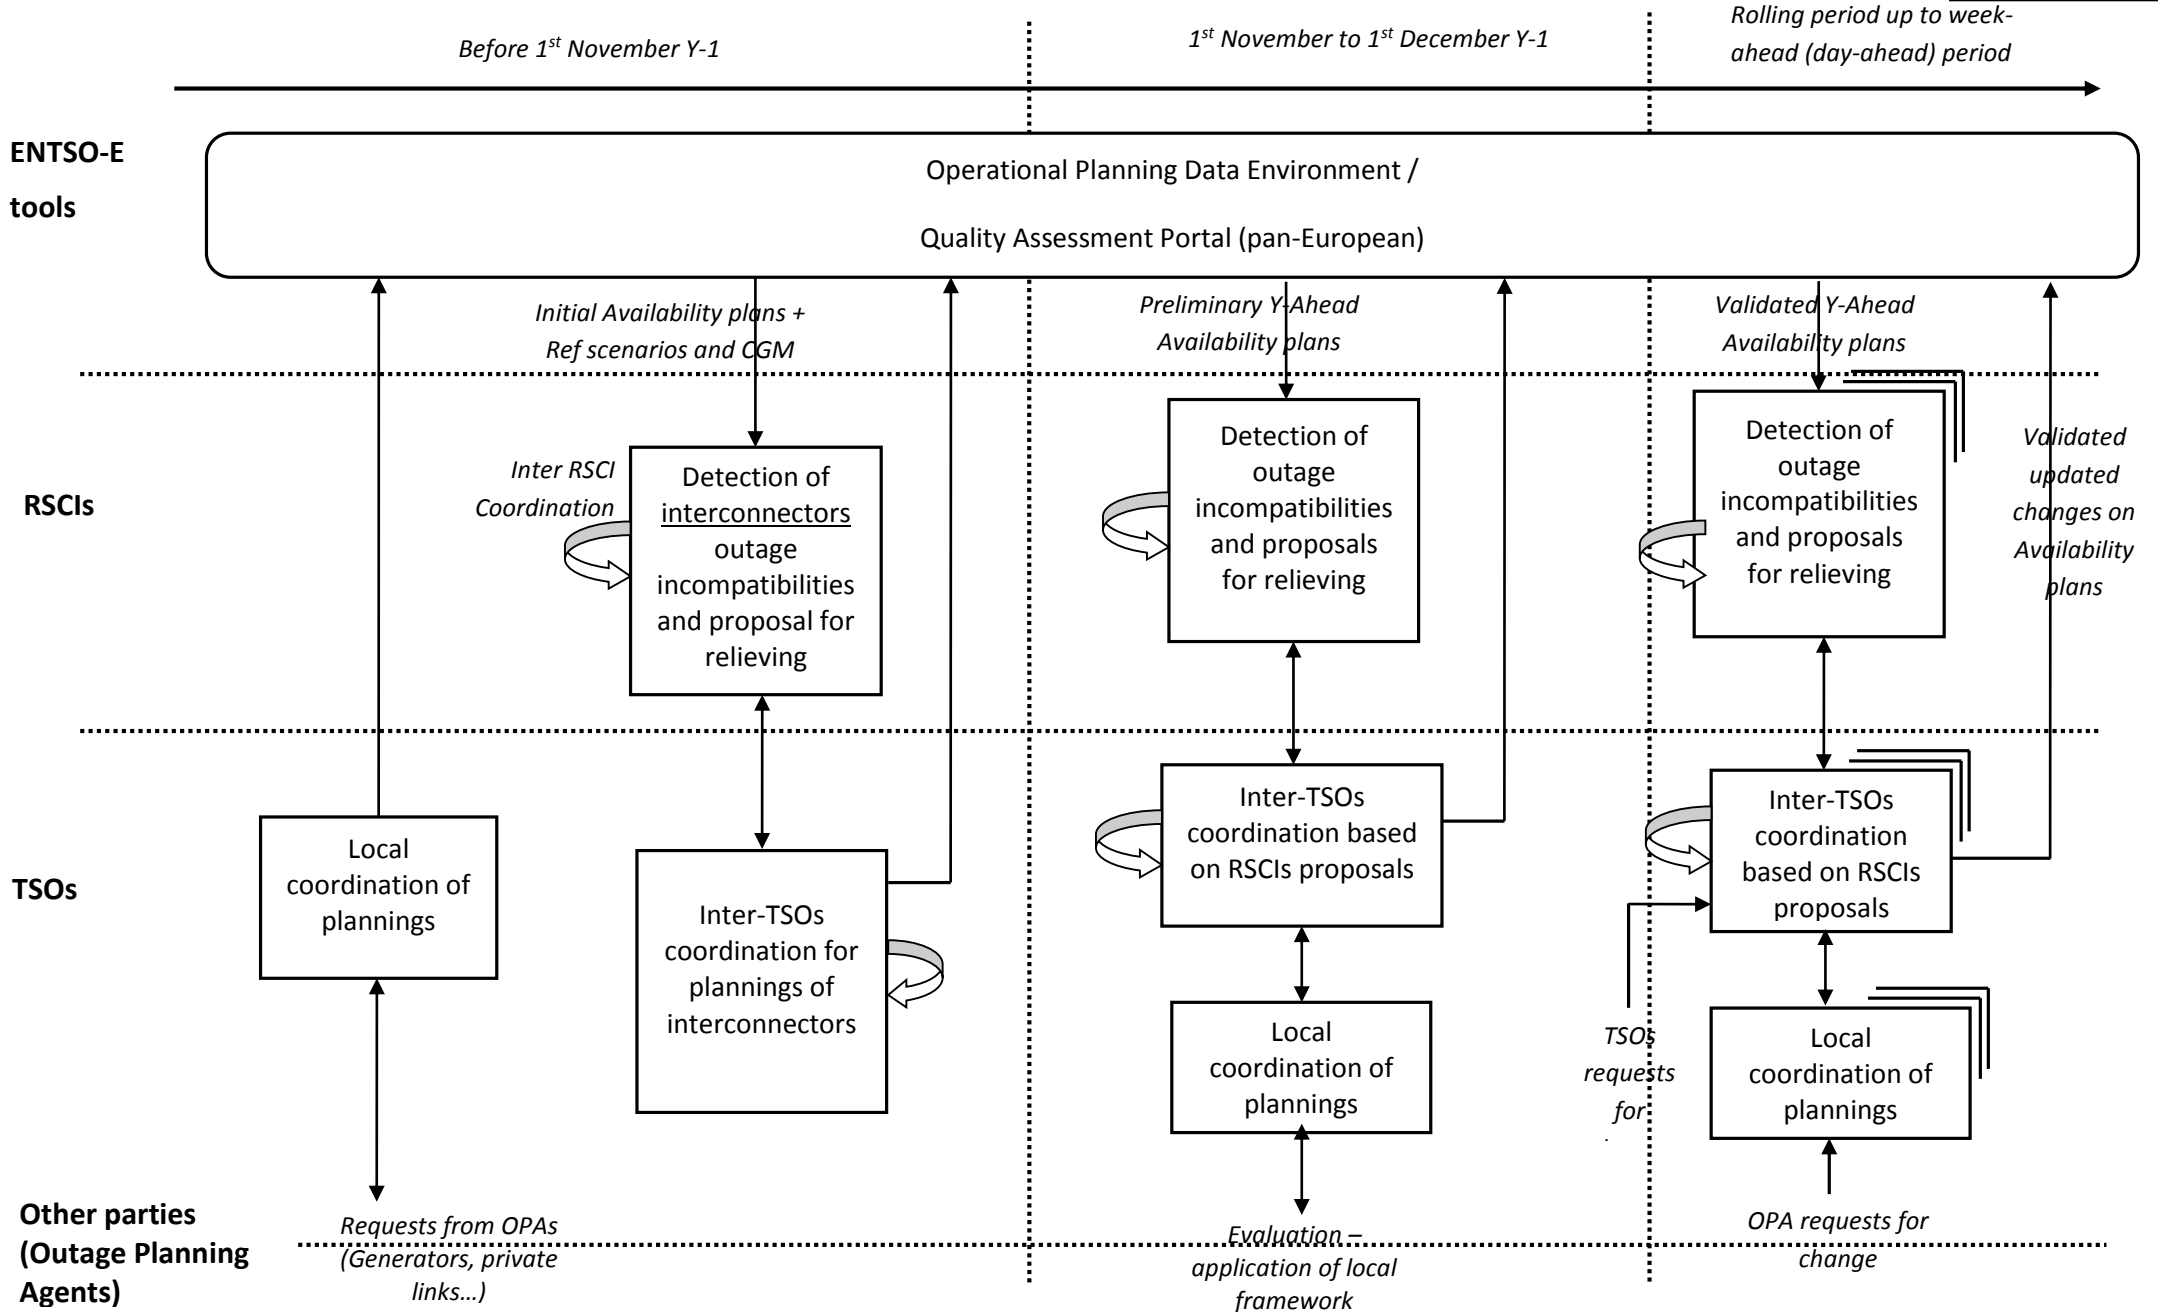 Before 1st November Y-1
1st November to 1st December Y-1
Rolling period up to week-
ahead (day-ahead) period
ENTSO-E
tools
Operational Planning Data Environment /
Quality Assessment Portal (pan-European)
Initial Availability plans +
Ref scenarios and CGM
Preliminary Y-Ahead
Availability plans
Validated Y-Ahead
Availability plans
RSCIs
Inter RSCI
Coordination
Detection of
interconnectors
outage
incompatibilities
and proposal for
relieving
Detection of
outage
incompatibilities
and proposals
for relieving
Detection of
outage
incompatibilities
and proposals
for relieving
Validated
updated
changes on
Availability
plans
TSOs
Local
coordination of
plannings
Inter-TSOs
coordination for
plannings of
interconnectors
Inter-TSOs
coordination based
on RSCIs proposals
Local
coordination of
plannings
Inter-TSOs
coordination
based on RSCIs
proposals
TSOs
requests
for
Local
coordination of
plannings
Other parties
(Outage Planning
Agents)
Requests from OPAs
(Generators, private
links…)
Evaluation –
application of local
framework
OPA requests for
change